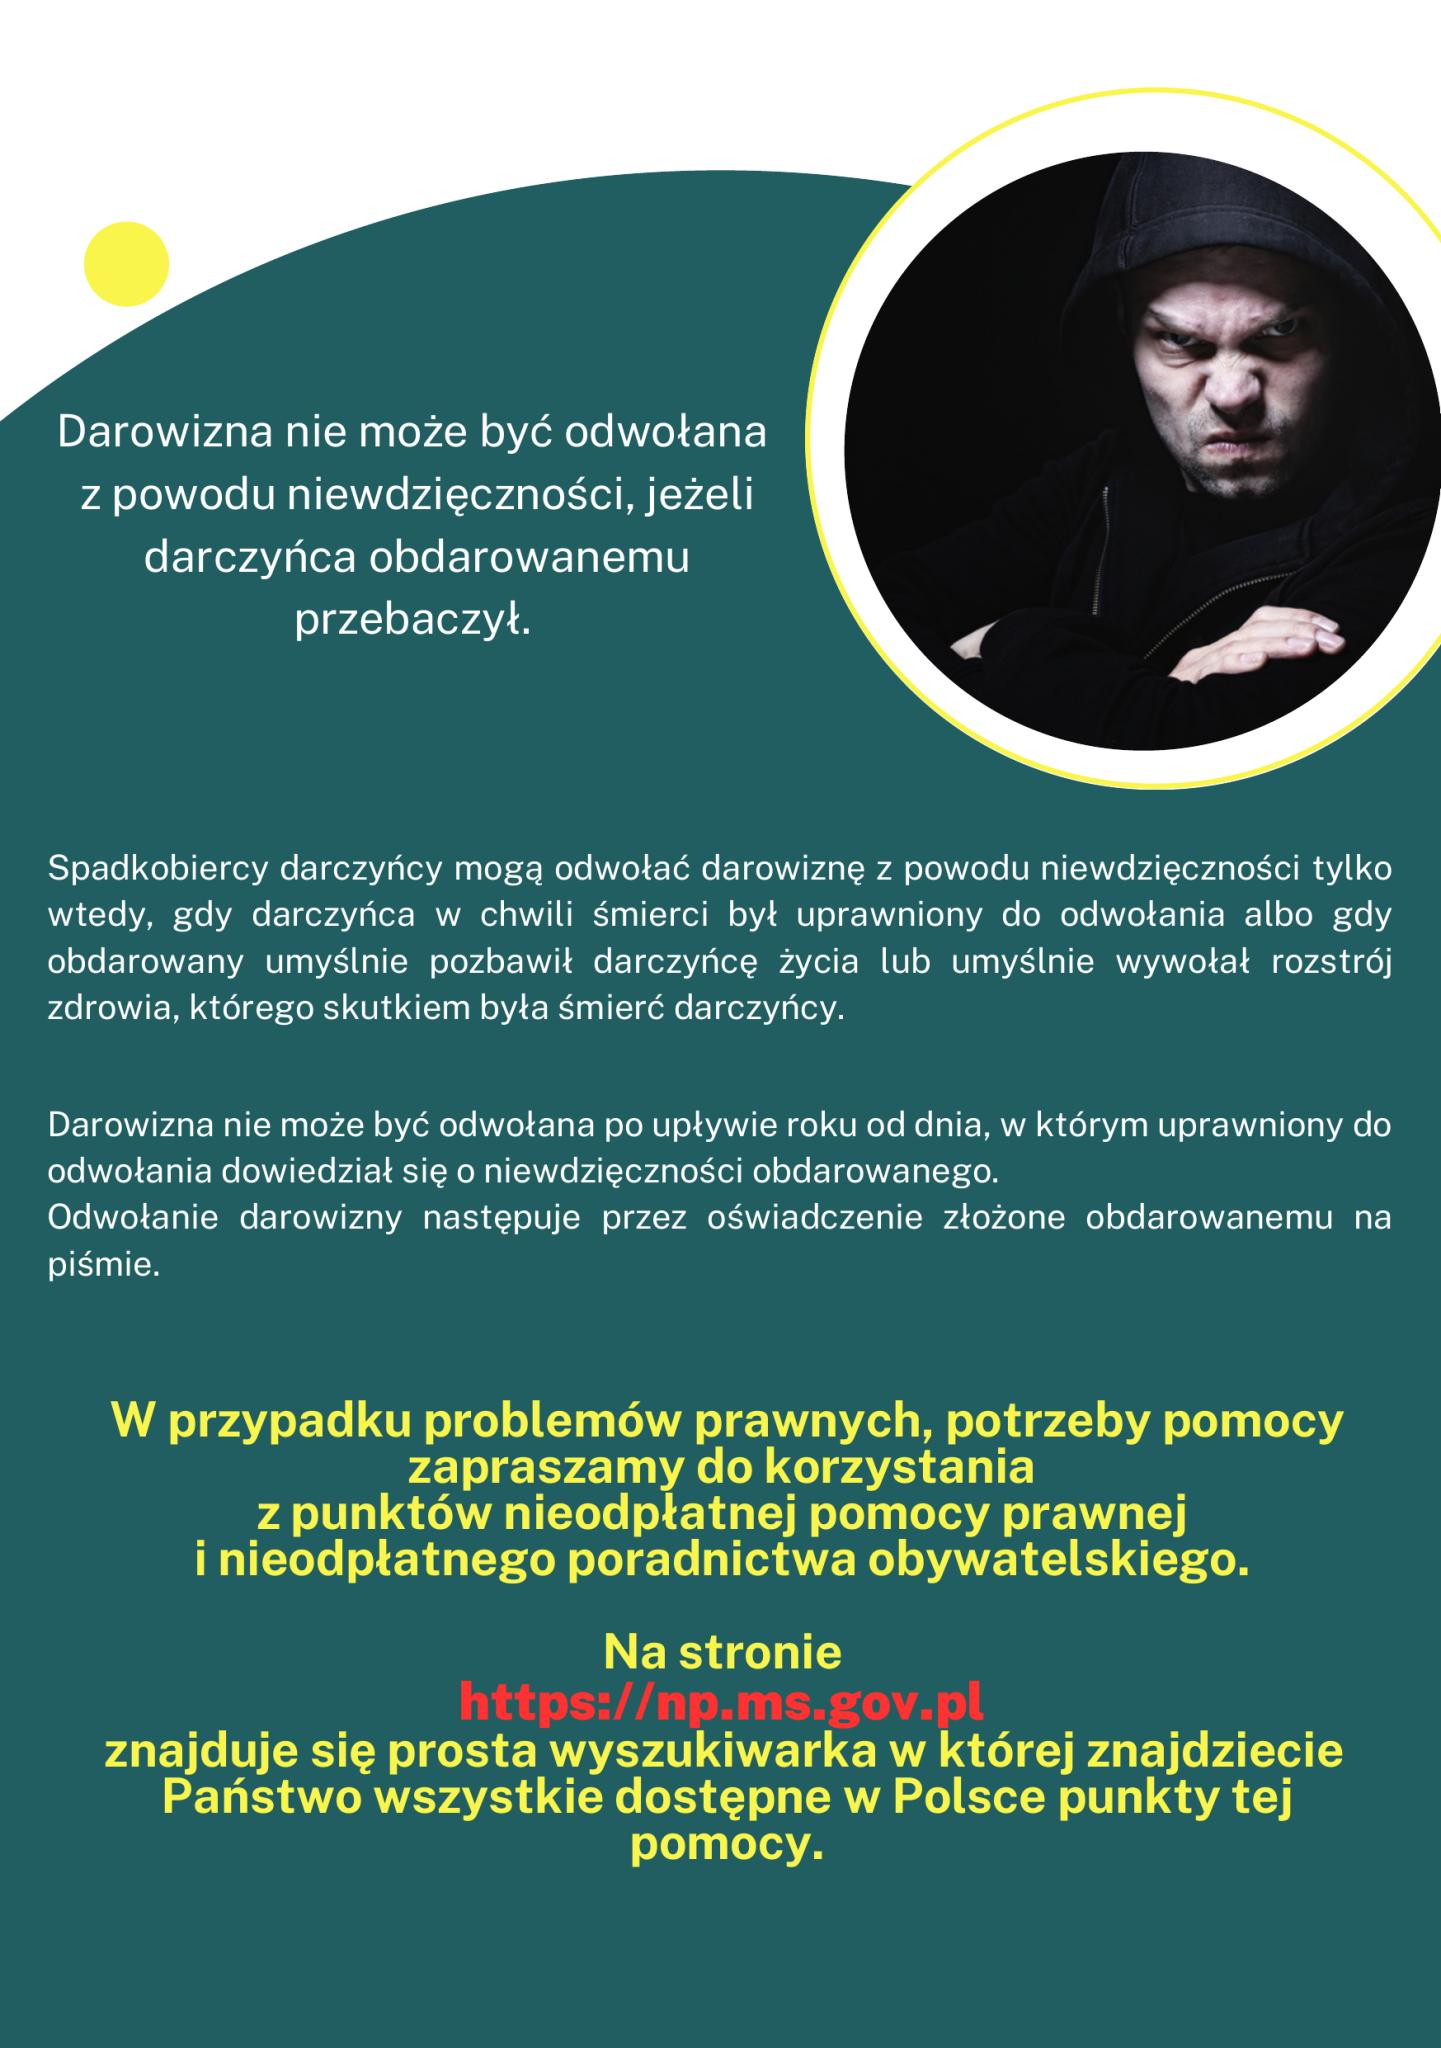 Darowizna nie może być odwołana
z powodu niewdzięczności, jeżeli
darczyńca obdarowanemu
przebaczył.
Spadkobiercy darczyńcy mogą odwołać darowiznę z powodu niewdzięczności tylko
wtedy, gdy darczyńca w chwili śmierci był uprawniony do odwołania albo gdy
obdarowany umyślnie pozbawił darczyńcę życia lub umyślnie wywołał rozstrój
zdrowia, którego skutkiem była śmierć darczyńcy.
Darowizna nie może być odwołana po upływie roku od dnia, w którym uprawniony do
odwołania dowiedział się o niewdzięczności obdarowanego.
Odwołanie darowizny następuje przez oświadczenie złożone obdarowanemu na
piśmie.
W przypadku problemów prawnych, potrzeby pomocy
zapraszamy do korzystania
z punktów nieodpłatnej pomocy prawnej
i nieodpłatnego poradnictwa obywatelskiego.
Na stronie
https://np.ms.gov.pl
znajduje się prosta wyszukiwarka w której znajdziecie
Państwo wszystkie dostępne w Polsce punkty tej
pomocy.